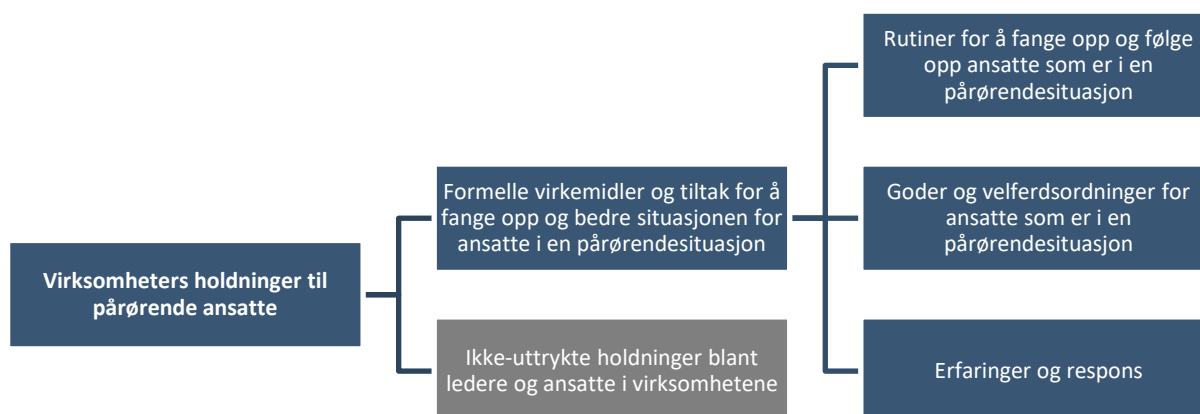 Virksomheters holdninger til
pårørende ansatte
Formelle virkemidler og tiltak for å
fange opp og bedre situasjonen for
ansatte i en pårørendesituasjon
Ikke-uttrykte holdninger blant
ledere og ansatte i virksomhetene
Rutiner for å fange opp og følge
opp ansatte som er i en
pårørendesituasjon
Goder og velferdsordninger for
ansatte som er i en
pårørendesituasjon
Erfaringer og respons